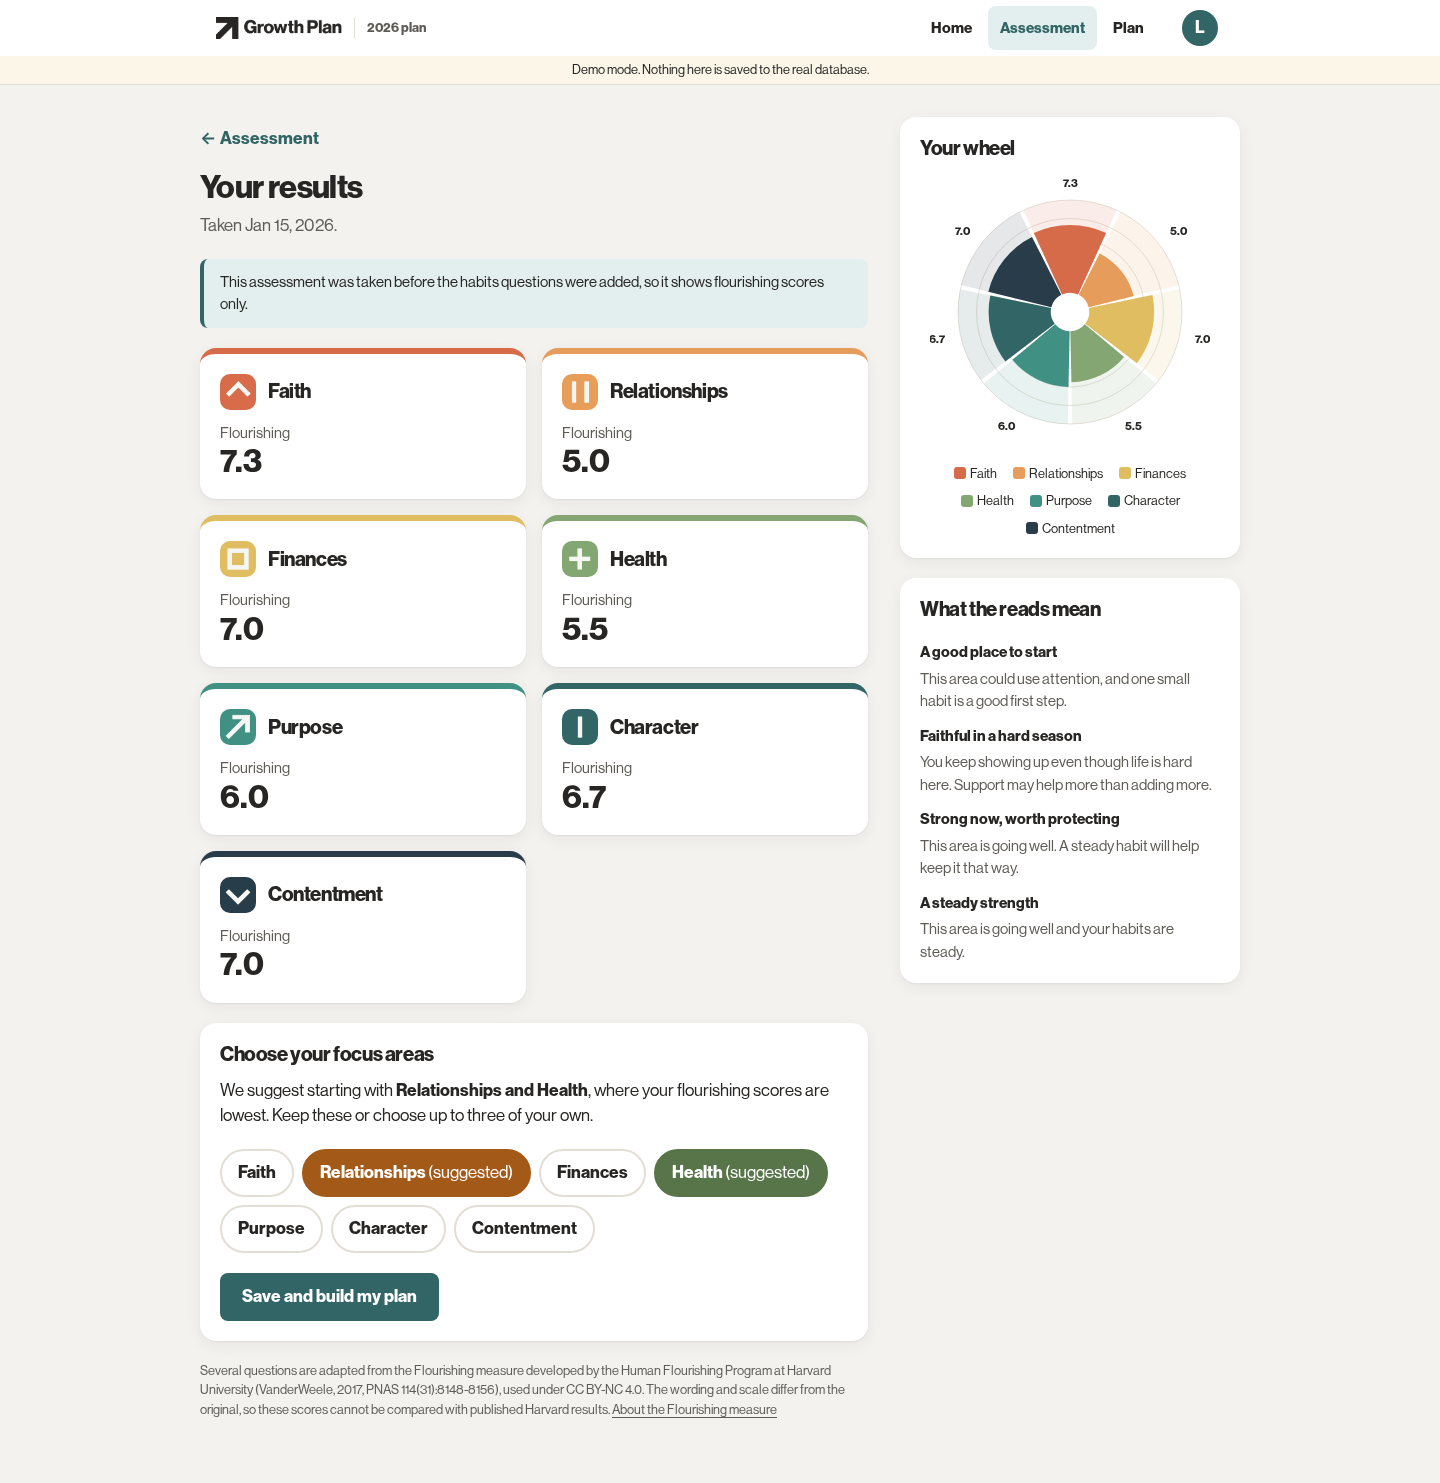 Growth Plan
2026 plan
Home
Assessment
Plan
L
Demo mode. Nothing here is saved to the real database.
← Assessment
Your results
Taken Jan 15, 2026.
This assessment was taken before the habits questions were added, so it shows flourishing scores
only.
Faith
Flourishing
7.3
Relationships
Flourishing
5.0
Finances
Flourishing
7.0
Health
Flourishing
5.5
Purpose
Flourishing
6.0
Character
Flourishing
6.7
Contentment
Flourishing
7.0
Choose your focus areas
We suggest starting with Relationships and Health, where your flourishing scores are
lowest. Keep these or choose up to three of your own.
Faith
Relationships (suggested)
Finances
Health (suggested)
Purpose
Character
Contentment
Save and build my plan
Several questions are adapted from the Flourishing measure developed by the Human Flourishing Program at Harvard
University (VanderWeele, 2017, PNAS 114(31):8148-8156), used under CC BY-NC 4.0. The wording and scale differ from the
original, so these scores cannot be compared with published Harvard results. About the Flourishing measure
Your wheel
7.3
7.0
5.0
6.7
7.0
6.0
5.5
Faith
Relationships
Finances
Health
Purpose
Character
Contentment
What the reads mean
A good place to start
This area could use attention, and one small
habit is a good first step.
Faithful in a hard season
You keep showing up even though life is hard
here. Support may help more than adding more.
Strong now, worth protecting
This area is going well. A steady habit will help
keep it that way.
A steady strength
This area is going well and your habits are
steady.